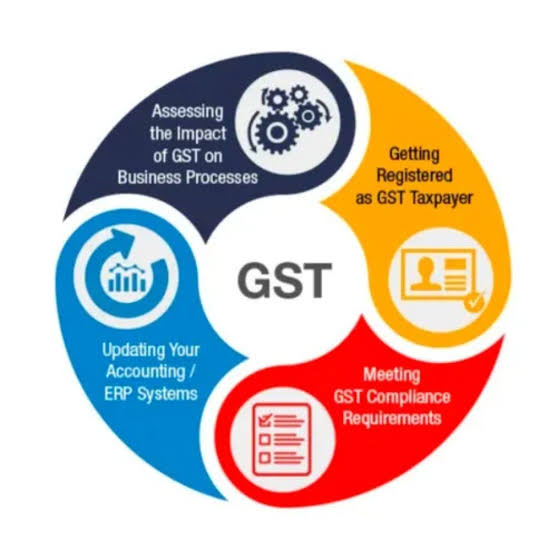 Assessing
the Impact
of GST on
Business Processes
Getting
Registered
as GST Taxpayer
GST
Updating Your
Accounting /
ERP Systems
Meeting
GST Compliance
Requirements